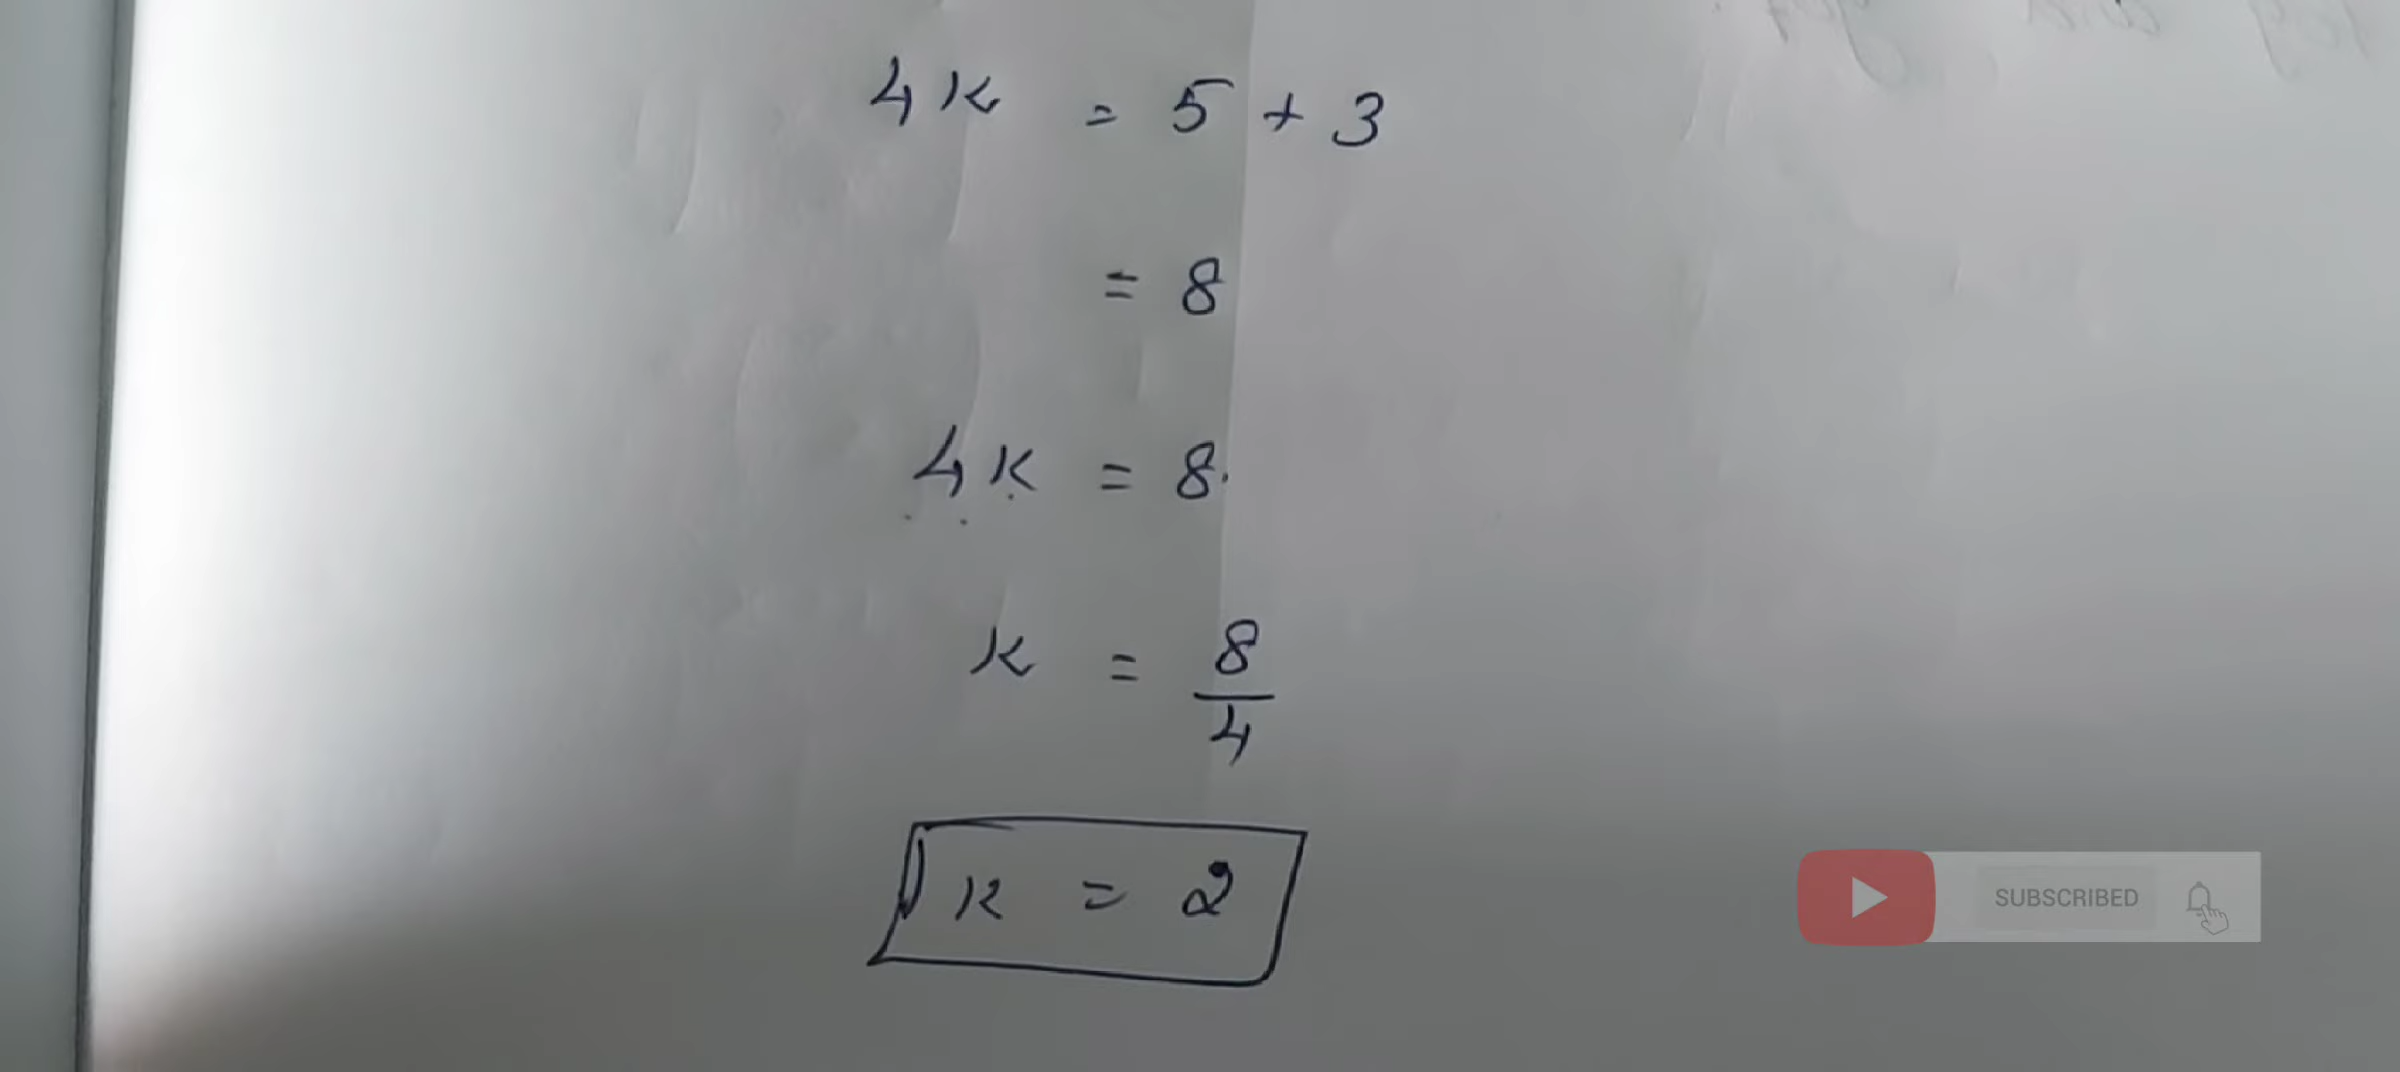 4k = 5 + 3
= 8
4k = 8.
k = 8/4
k = 2
SUBSCRIBED